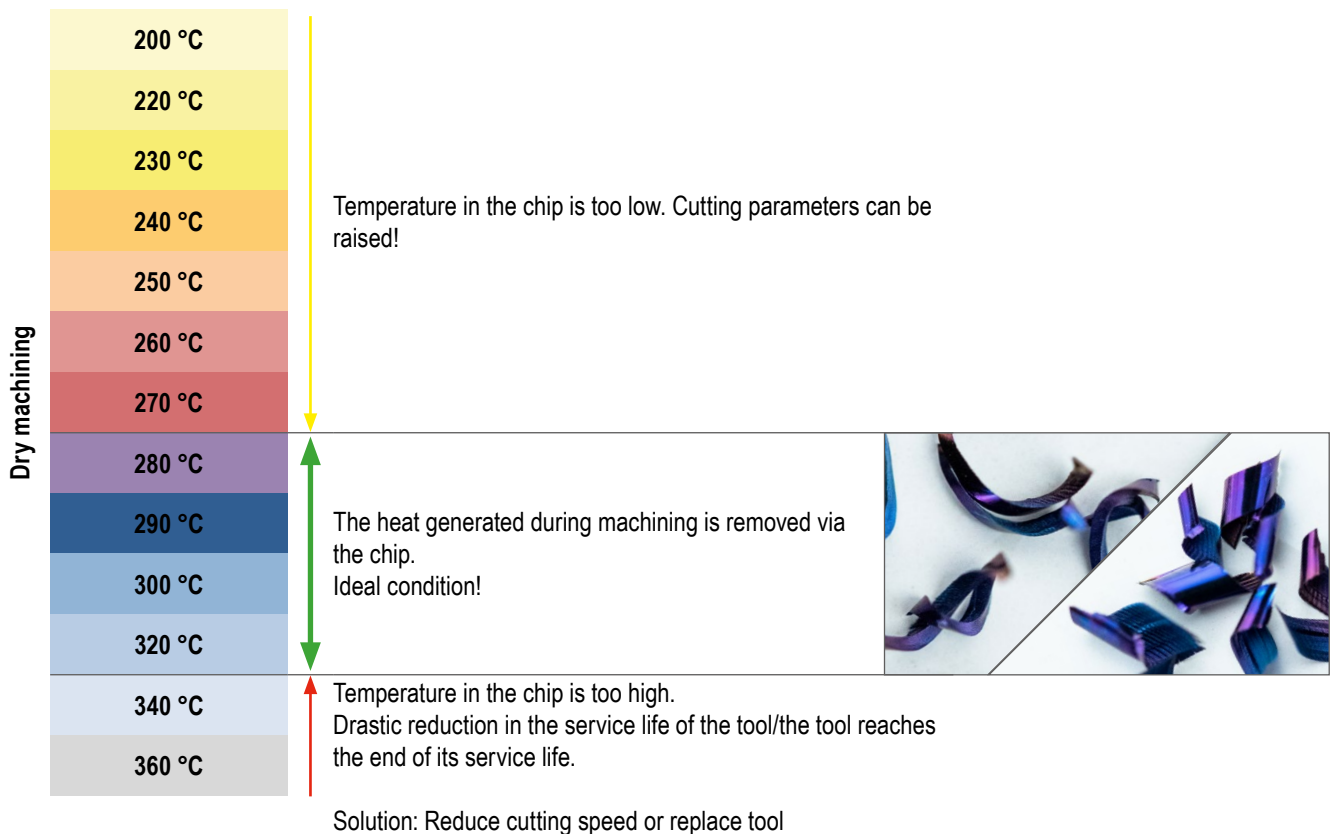 Dry machining
200 °C
220 °C
230 °C
240 °C
250 °C
260 °C
270 °C
Temperature in the chip is too low. Cutting parameters can be
raised!
280 °C
290 °C
300 °C
320 °C
The heat generated during machining is removed via
the chip.
Ideal condition!
340 °C
360 °C
Temperature in the chip is too high.
Drastic reduction in the service life of the tool/the tool reaches
the end of its service life.
Solution: Reduce cutting speed or replace tool